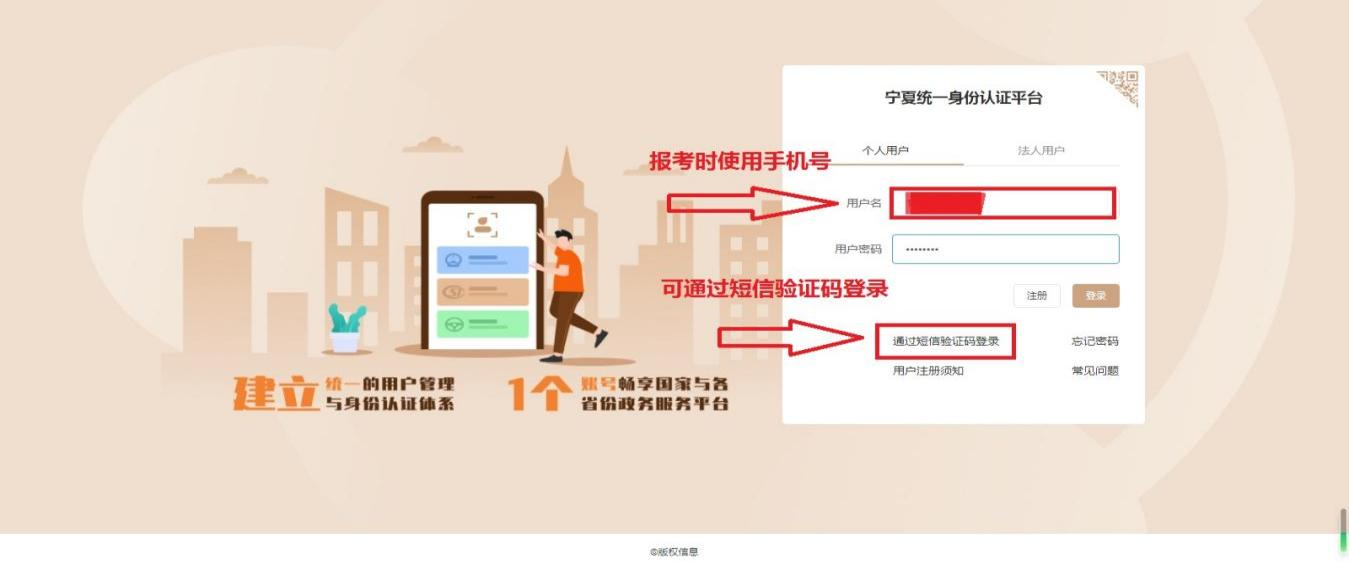 宁夏统一身份认证平台
个人用户
法人用户
报考时使用手机号
用户名
用户密码
········
可通过短信验证码登录
注册
登录
通过短信验证码登录
忘记密码
用户注册须知
常见问题
建立统一的用户管理
与身份认证体系
1个账号畅享国家与各
省份政务服务平台
©版权信息